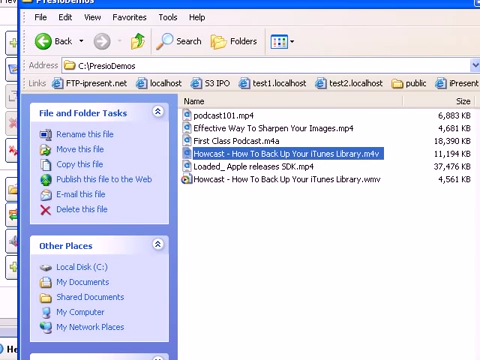 PresioDemos
File Edit View Favorites Tools Help
Back Search Folders
Address C:\PresioDemos
Links FTP-ipresent.net localhost S3 IPO test1.localhost test2.localhost public iPresent
Name Size
File and Folder Tasks
Rename this file
Move this file
Copy this file
Publish this file to the Web
E-mail this file
Delete this file
podcast101.mp4 6,883 KB
Effective Way To Sharpen Your Images.mp4 4,681 KB
First Class Podcast.m4a 18,390 KB
Howcast - How To Back Up Your iTunes Library.m4v 11,194 KB
Loaded_ Apple releases SDK.mp4 37,476 KB
Howcast - How To Back Up Your iTunes Library.wmv 4,561 KB
Other Places
Local Disk (C:)
My Documents
Shared Documents
My Computer
My Network Places
He